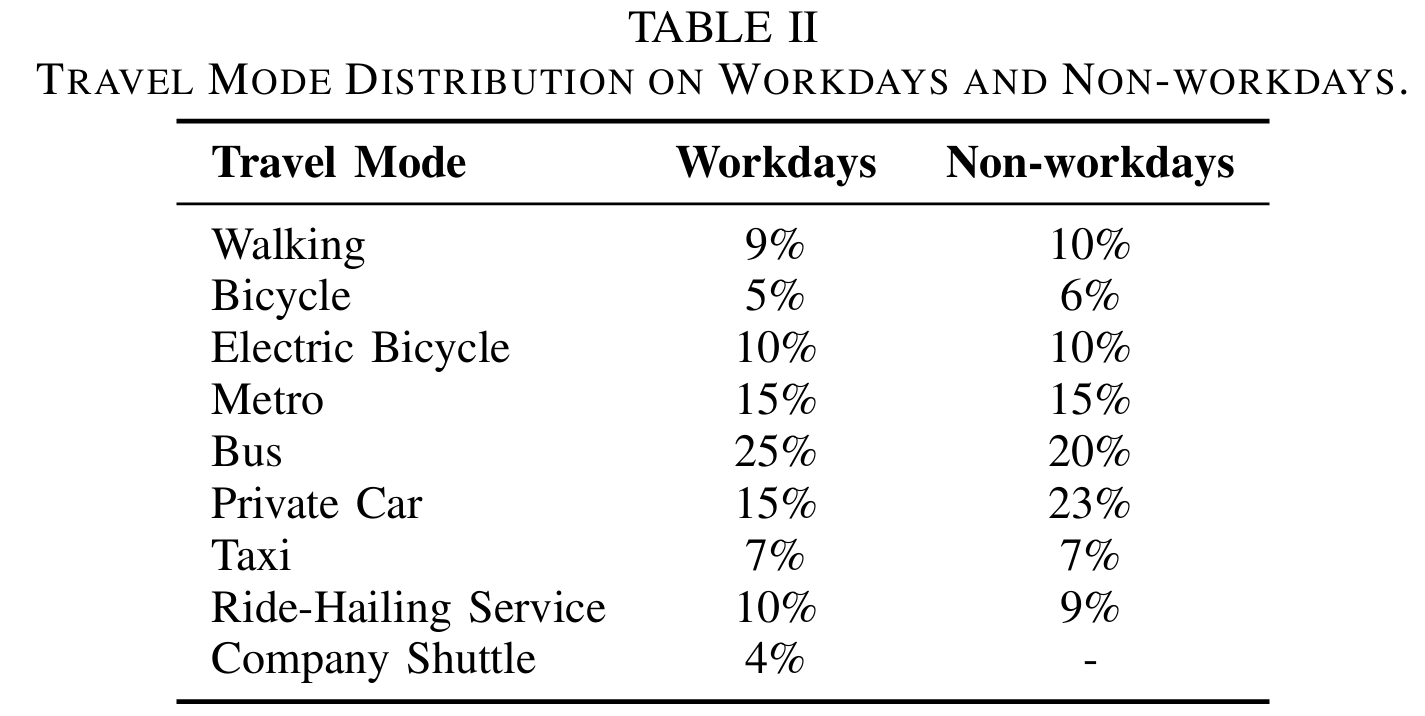 TABLE II
TRAVEL MODE DISTRIBUTION ON WORKDAYS AND NON-WORKDAYS.
Travel Mode Workdays Non-workdays
Walking 9% 10%
Bicycle 5% 6%
Electric Bicycle 10% 10%
Metro 15% 15%
Bus 25% 20%
Private Car 15% 23%
Taxi 7% 7%
Ride-Hailing Service 10% 9%
Company Shuttle 4% -